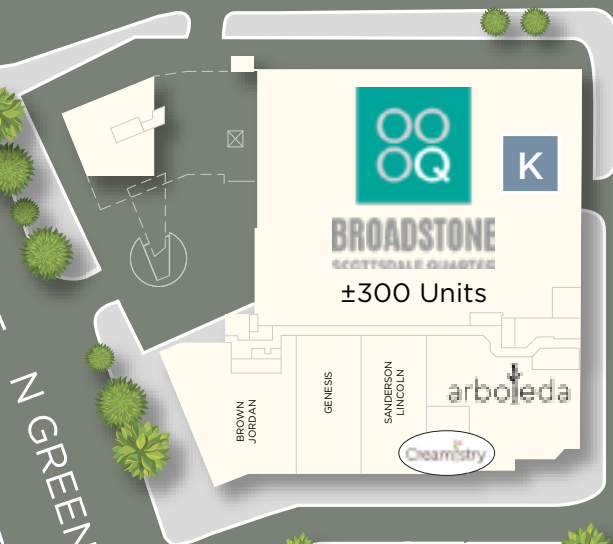 Q
K
BROADSTONE
SCOTTSDALE QUARTER
±300 Units
BROWN
JORDAN
GENESIS
SANDERSON
LINCOLN
arboleda
Creamistry
N GREEN